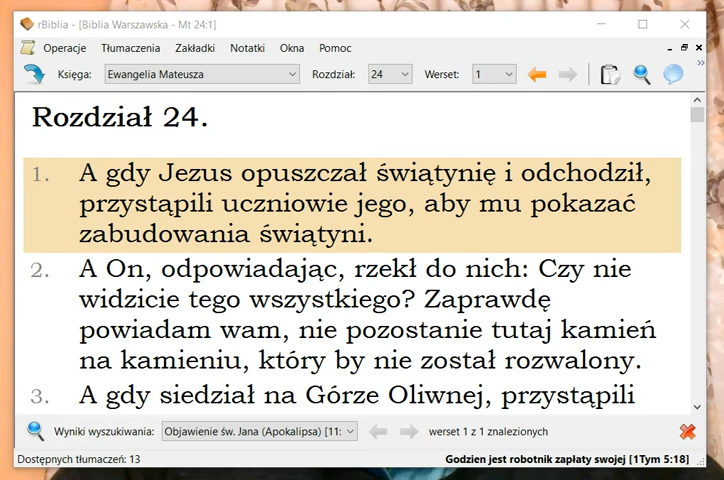 rBiblia - [Biblia Warszawska - Mt 24:1]
Operacje Tłumaczenia Zakładki Notatki Okna Pomoc
Księga: Ewangelia Mateusza Rozdział: 24 Werset: 1
Rozdział 24.
1. A gdy Jezus opuszczał świątynię i odchodził,
przystąpili uczniowie jego, aby mu pokazać
zabudowania świątyni.
2. A On, odpowiadając, rzekł do nich: Czy nie
widzicie tego wszystkiego? Zaprawdę
powiadam wam, nie pozostanie tutaj kamień
na kamieniu, który by nie został rozwalony.
3. A gdy siedział na Górze Oliwnej, przystąpili
Wyniki wyszukiwania: Objawienie św. Jana (Apokalipsa) [11: werset 1 z 1 znalezionych
Dostępnych tłumaczeń: 13 Godzien jest robotnik zapłaty swojej [1Tym 5:18]